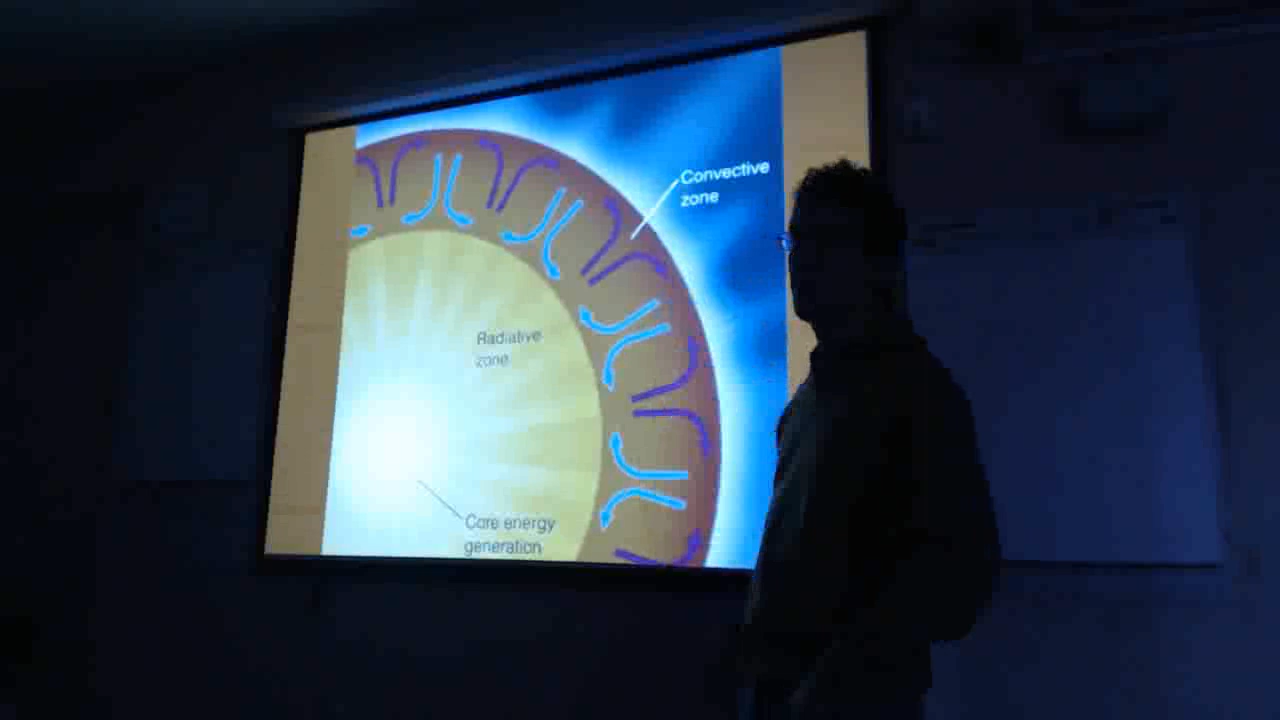 Convective
zone
Radiative
zone
Core energy
generation